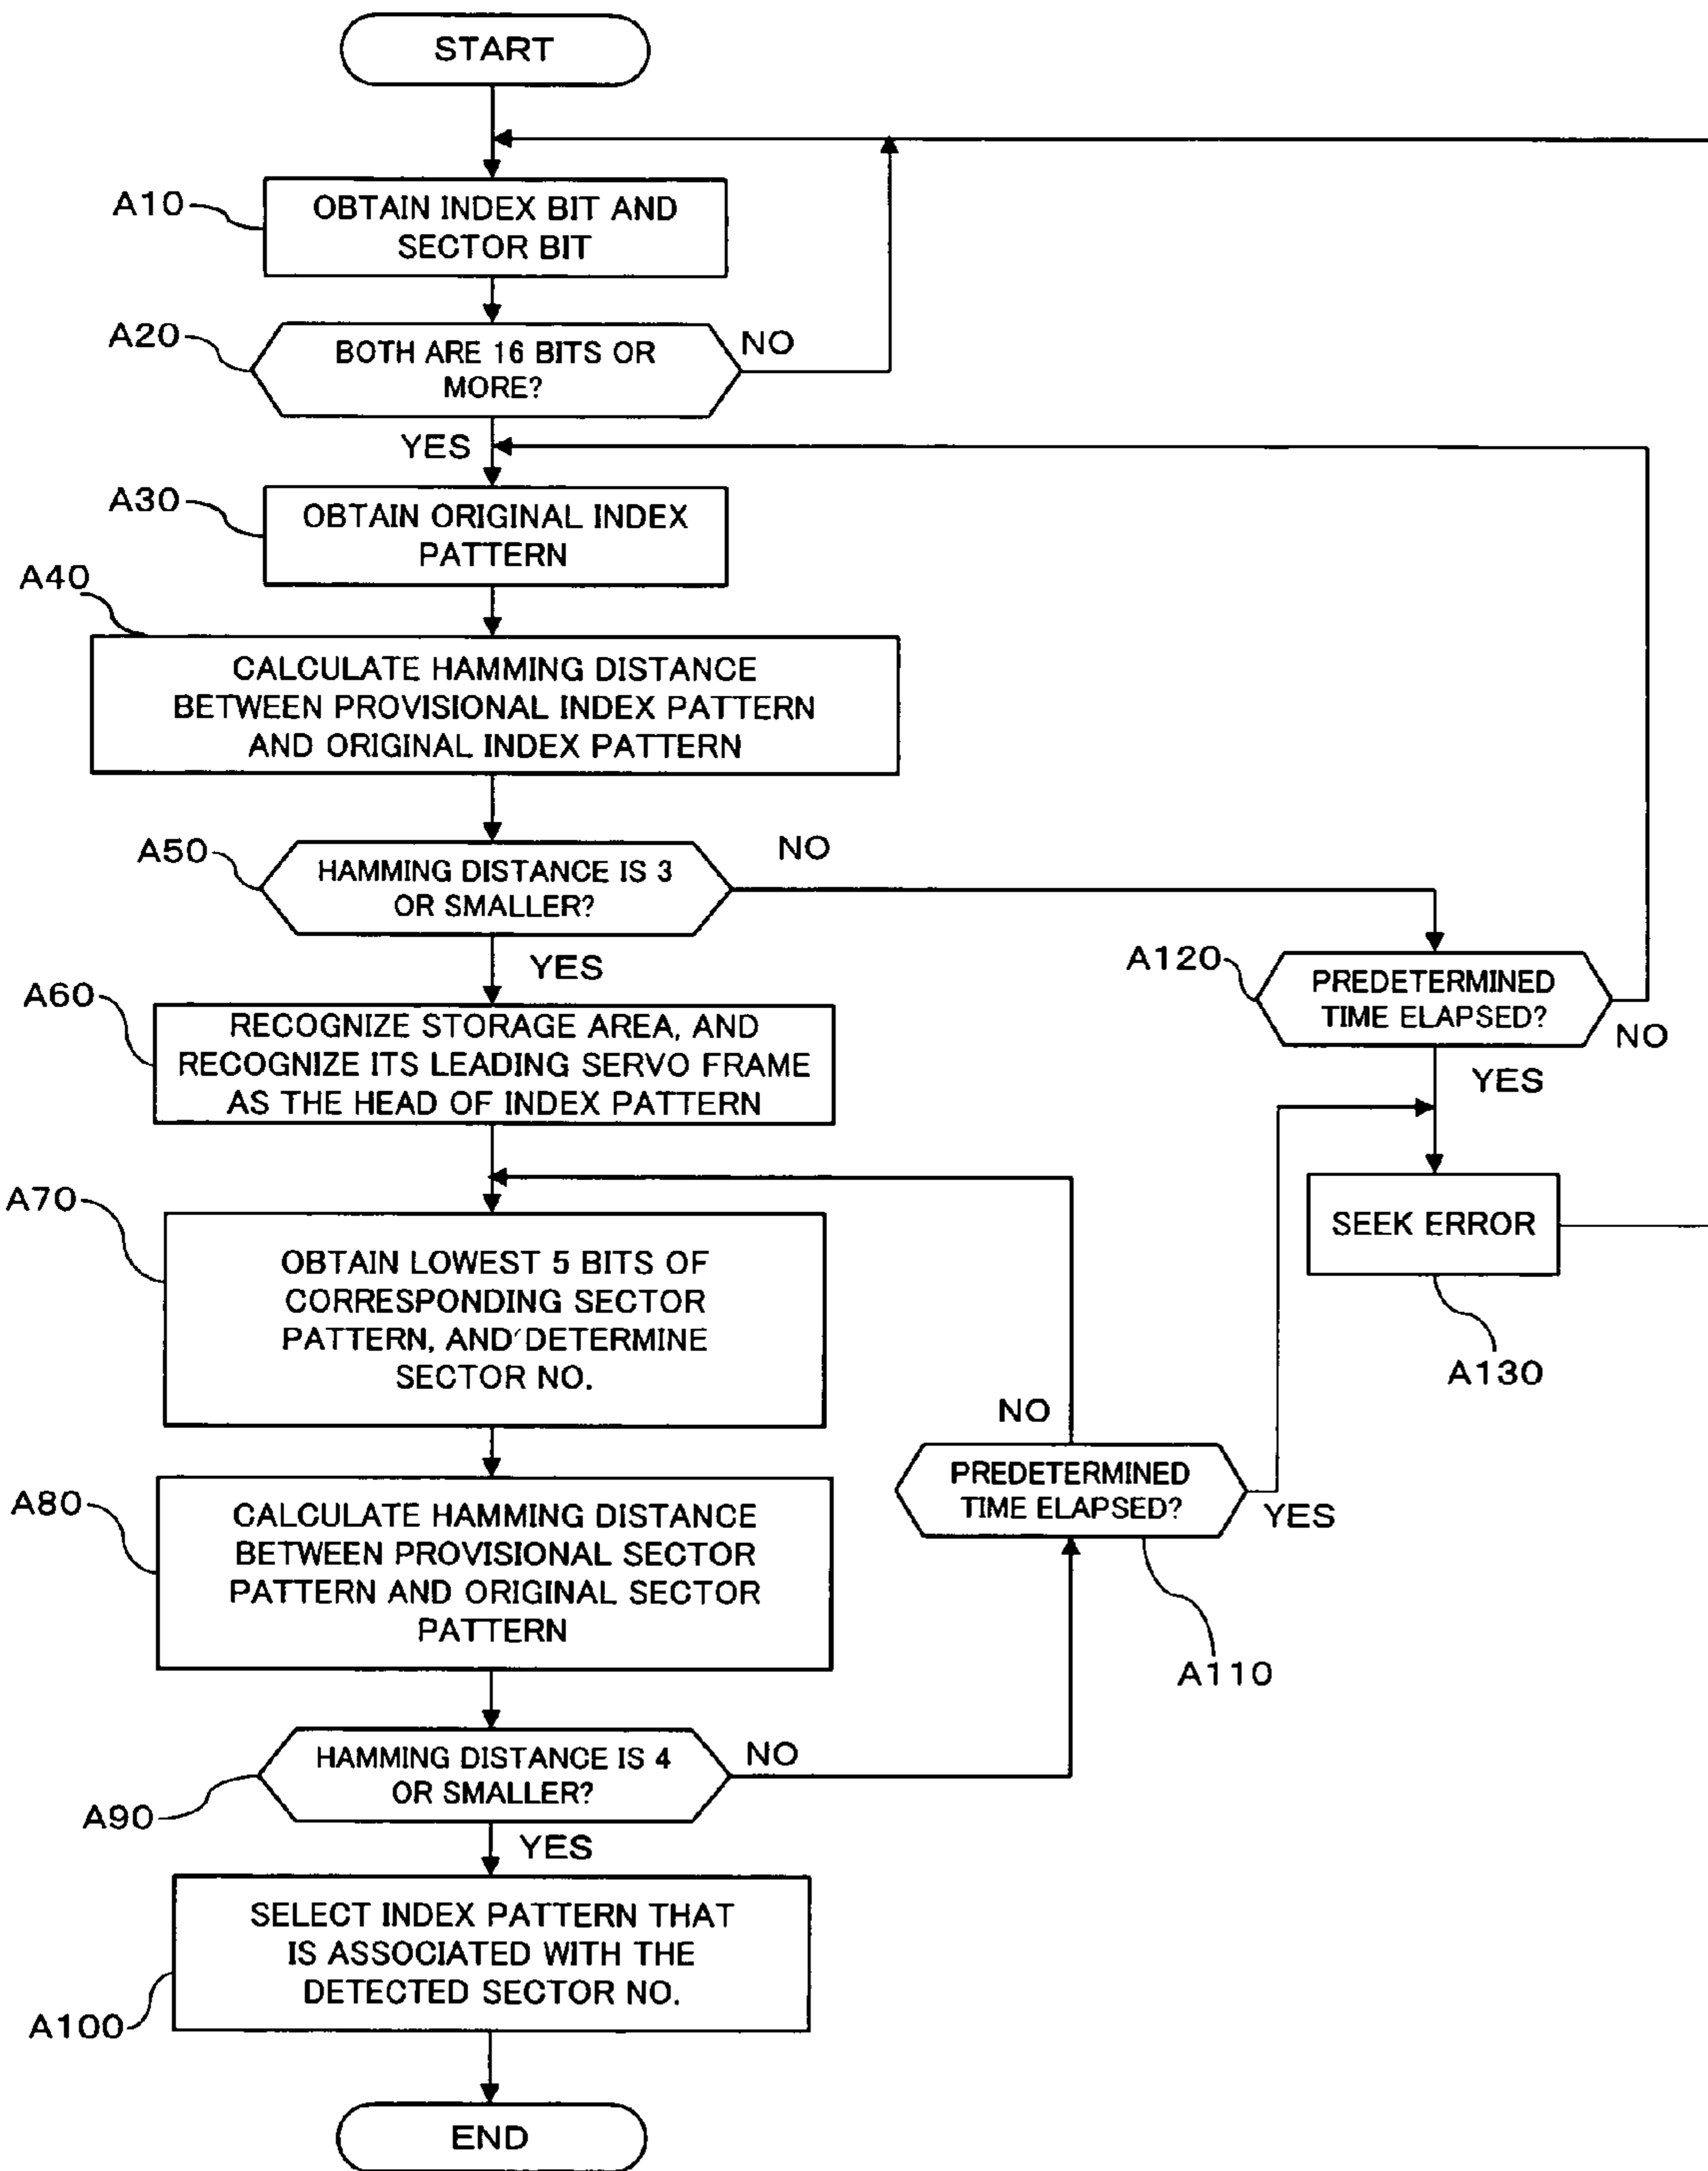 START
A10
OBTAIN INDEX BIT AND
SECTOR BIT
A20
BOTH ARE 16 BITS OR
MORE?
NO
YES
A30
OBTAIN ORIGINAL INDEX
PATTERN
A40
CALCULATE HAMMING DISTANCE
BETWEEN PROVISIONAL INDEX PATTERN
AND ORIGINAL INDEX PATTERN
A50
HAMMING DISTANCE IS 3
OR SMALLER?
NO
YES
A120
PREDETERMINED
TIME ELAPSED?
NO
YES
A60
RECOGNIZE STORAGE AREA, AND
RECOGNIZE ITS LEADING SERVO FRAME
AS THE HEAD OF INDEX PATTERN
SEEK ERROR
A130
A70
OBTAIN LOWEST 5 BITS OF
CORRESPONDING SECTOR
PATTERN, AND DETERMINE
SECTOR NO.
NO
PREDETERMINED
TIME ELAPSED?
YES
A110
A80
CALCULATE HAMMING DISTANCE
BETWEEN PROVISIONAL SECTOR
PATTERN AND ORIGINAL SECTOR
PATTERN
HAMMING DISTANCE IS 4
OR SMALLER?
NO
A90
YES
SELECT INDEX PATTERN THAT
IS ASSOCIATED WITH THE
DETECTED SECTOR NO.
A100
END